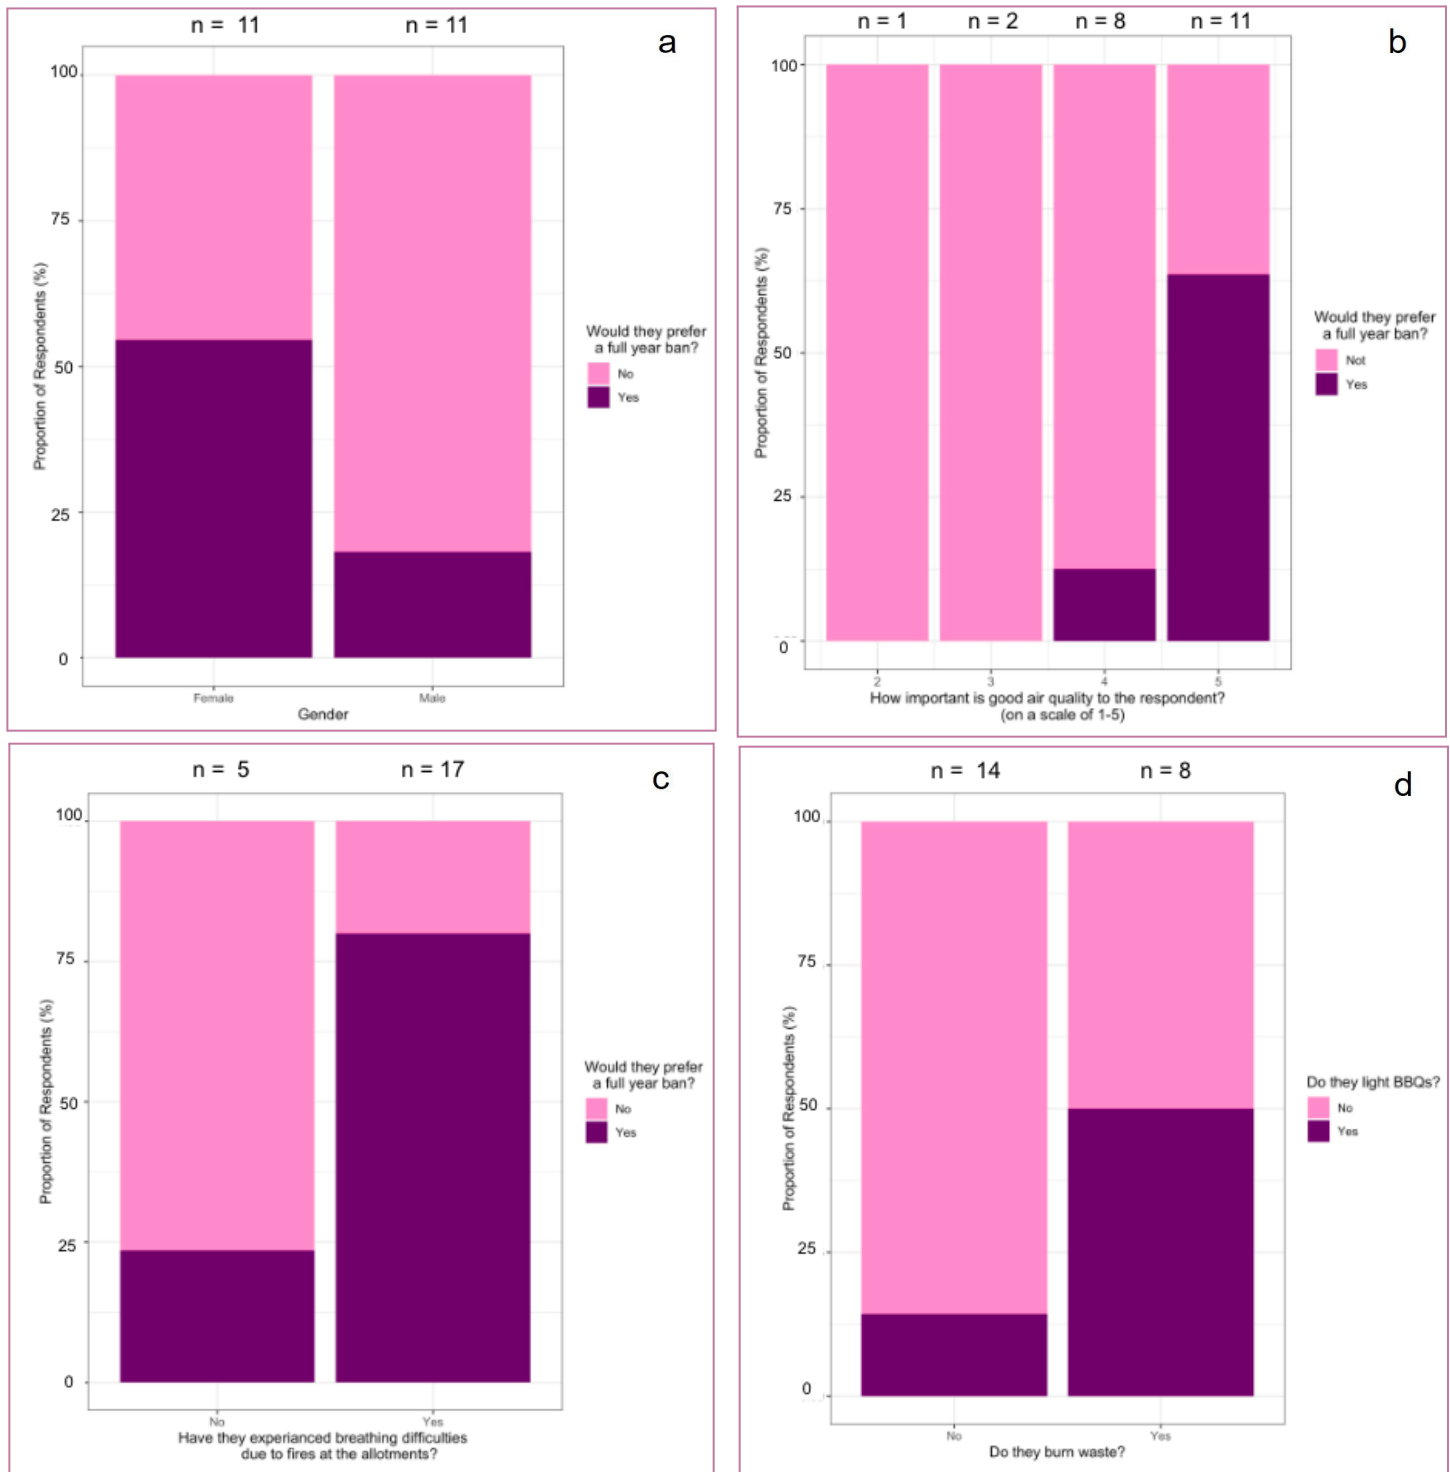 n = 11 n = 11
a
100
75
50
25
0
Proportion of Respondents (%)
Female Male
Gender
Would they prefer
a full year ban?
No
Yes
n = 1 n = 2 n = 8 n = 11
b
100
75
50
25
0
Proportion of Respondents (%)
2 3 4 5
How important is good air quality to the respondent?
(on a scale of 1-5)
Would they prefer
a full year ban?
Not
Yes
n = 5 n = 17
c
100
75
50
25
0
Proportion of Respondents (%)
No Yes
Have they experianced breathing difficulties
due to fires at the allotments?
Would they prefer
a full year ban?
No
Yes
n = 14 n = 8
d
100
75
50
25
0
Proportion of Respondents (%)
No Yes
Do they burn waste?
Do they light BBQs?
No
Yes